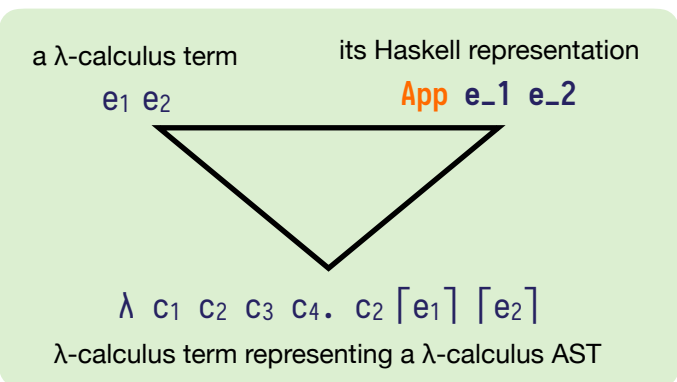 a λ-calculus term
its Haskell representation
e₁ e₂
App e_1 e_2
λ c₁ c₂ c₃ c₄. c₂ ⌈e₁⌉ ⌈e₂⌉
λ-calculus term representing a λ-calculus AST